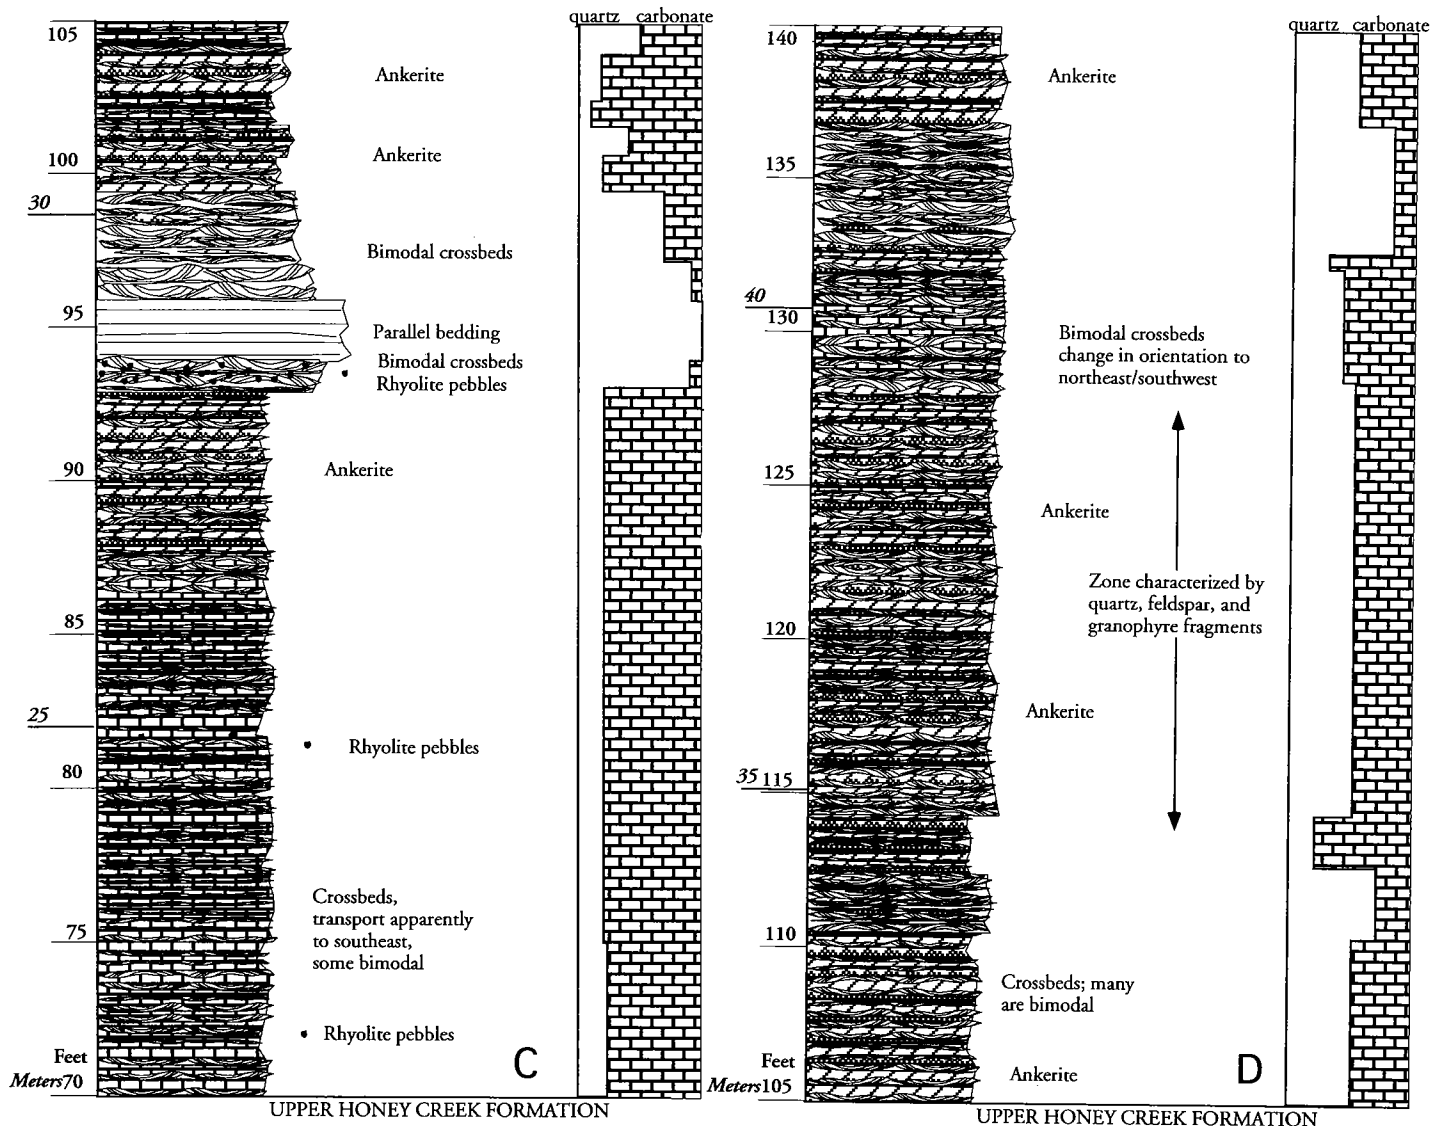 quartz carbonate
105
Ankerite
100
Ankerite
30
Bimodal crossbeds
95
Parallel bedding
Bimodal crossbeds
Rhyolite pebbles
90
Ankerite
85
25
Rhyolite pebbles
80
Crossbeds,
transport apparently
to southeast,
some bimodal
75
Rhyolite pebbles
Feet
Meters 70
C
UPPER HONEY CREEK FORMATION
quartz carbonate
140
Ankerite
135
40
130
Bimodal crossbeds
change in orientation to
northeast/southwest
125
Ankerite
Zone characterized by
quartz, feldspar, and
granophyre fragments
120
Ankerite
35 115
110
Crossbeds; many
are bimodal
Feet
Meters 105
Ankerite
D
UPPER HONEY CREEK FORMATION